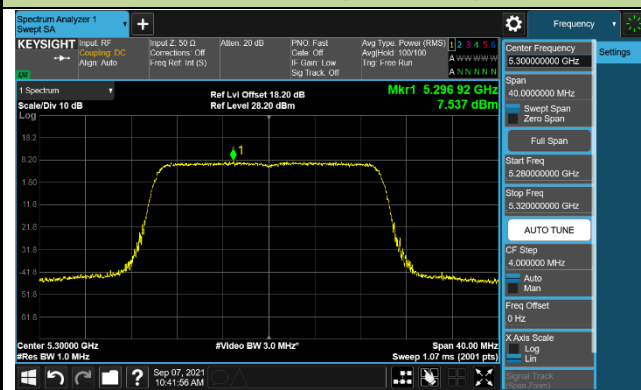 Spectrum Analyzer 1
Swept SA
Frequency
KEYSIGHT
Input: RF
Coupling: DC
Align: Auto
Input Z: 50 Ω
Corrections: Off
Freq Ref: Int (S)
Atten: 20 dB
PNO: Fast
Gate: Off
IF Gain: Low
Sig Track: Off
Avg Type: Power (RMS)
Avg|Hold: 100/100
Trig: Free Run
1 2 3 4 5 6
A W W W W W
A N N N N N
LM
1 Spectrum
Scale/Div 10 dB
Log
Ref Lvl Offset 18.20 dB
Ref Level 28.20 dBm
Mkr1 5.296 92 GHz
7.537 dBm
1
18.2
8.20
-1.80
-11.8
-21.8
-31.8
-41.8
-51.8
-61.8
Center 5.30000 GHz
#Res BW 1.0 MHz
#Video BW 3.0 MHz*
Span 40.00 MHz
Sweep 1.07 ms (2001 pts)
Sep 07, 2021
10:41:56 AM
?
Center Frequency
5.300000000 GHz
Span
40.0000000 MHz
Swept Span
Zero Span
Full Span
Start Freq
5.280000000 GHz
Stop Freq
5.320000000 GHz
AUTO TUNE
CF Step
4.000000 MHz
Auto
Man
Freq Offset
0 Hz
X Axis Scale
Log
Lin
Signal Track
(Span Zoom)
Settings